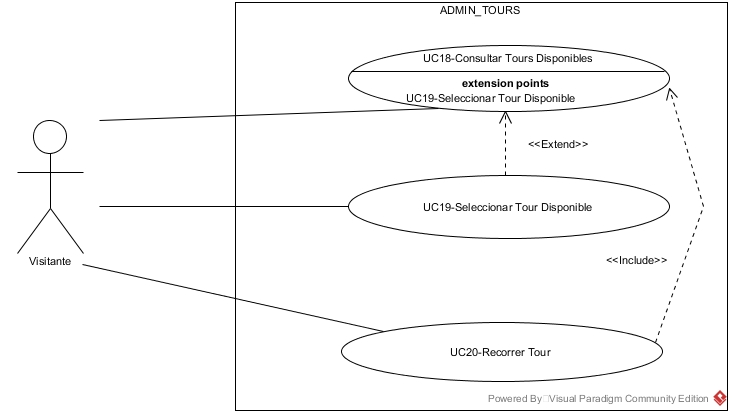 ADMIN_TOURS
UC18-Consultar Tours Disponibles
extension points
UC19-Seleccionar Tour Disponible
<<Extend>>
UC19-Seleccionar Tour Disponible
Visitante
<<Include>>
UC20-Recorrer Tour
Powered By Visual Paradigm Community Edition